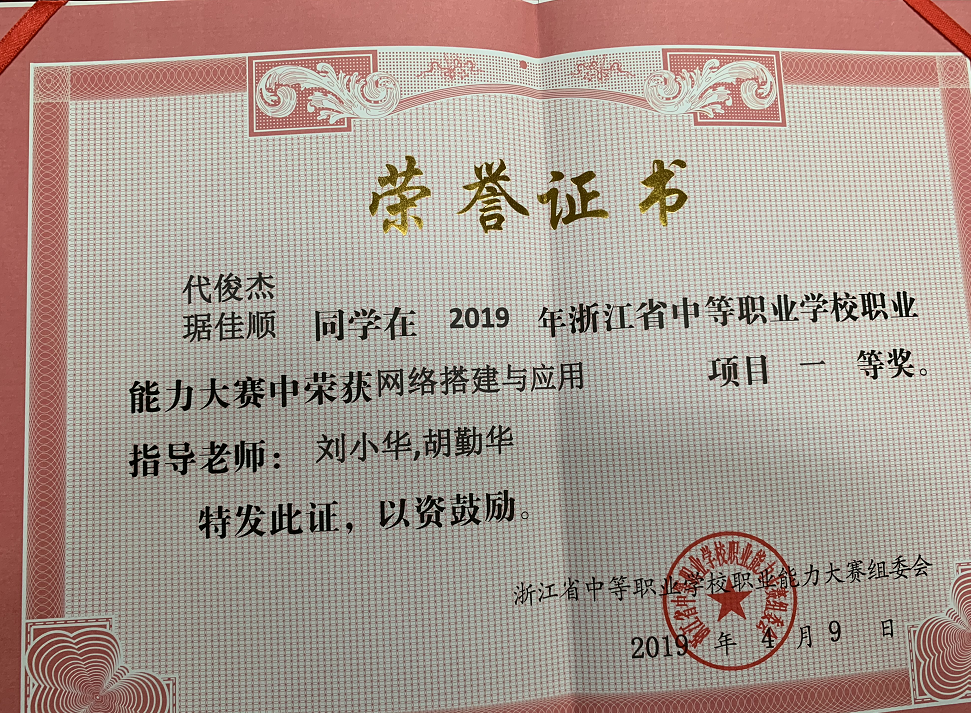 荣誉证书
代俊杰
琚佳顺 同学在 2019 年浙江省中等职业学校职业
能力大赛中荣获网络搭建与应用 项目 一 等奖。
指导老师： 刘小华,胡勤华
特发此证，以资鼓励。
浙江省中等职业学校职业能力大赛组委会
2019 年 4 月 9 日